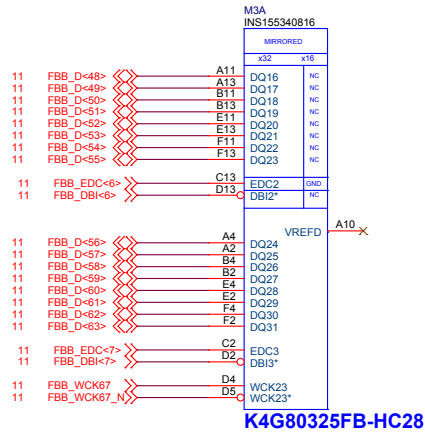 M3A
INS155340816
MIRRORED
x32 x16
11 FBB_D<48> A11 DQ16 NC
11 FBB_D<49> A13 DQ17 NC
11 FBB_D<50> B11 DQ18 NC
11 FBB_D<51> B13 DQ19 NC
11 FBB_D<52> E11 DQ20 NC
11 FBB_D<53> E13 DQ21 NC
11 FBB_D<54> F11 DQ22 NC
11 FBB_D<55> F13 DQ23 NC
11 FBB_EDC<6> C13 EDC2 GND
11 FBB_DBI<6> D13 DBI2* NC
VREFD A10
11 FBB_D<56> A4 DQ24
11 FBB_D<57> A2 DQ25
11 FBB_D<58> B4 DQ26
11 FBB_D<59> B2 DQ27
11 FBB_D<60> E4 DQ28
11 FBB_D<61> E2 DQ29
11 FBB_D<62> F4 DQ30
11 FBB_D<63> F2 DQ31
11 FBB_EDC<7> C2 EDC3
11 FBB_DBI<7> D2 DBI3*
11 FBB_WCK67 D4 WCK23
11 FBB_WCK67_N D5 WCK23*
K4G80325FB-HC28